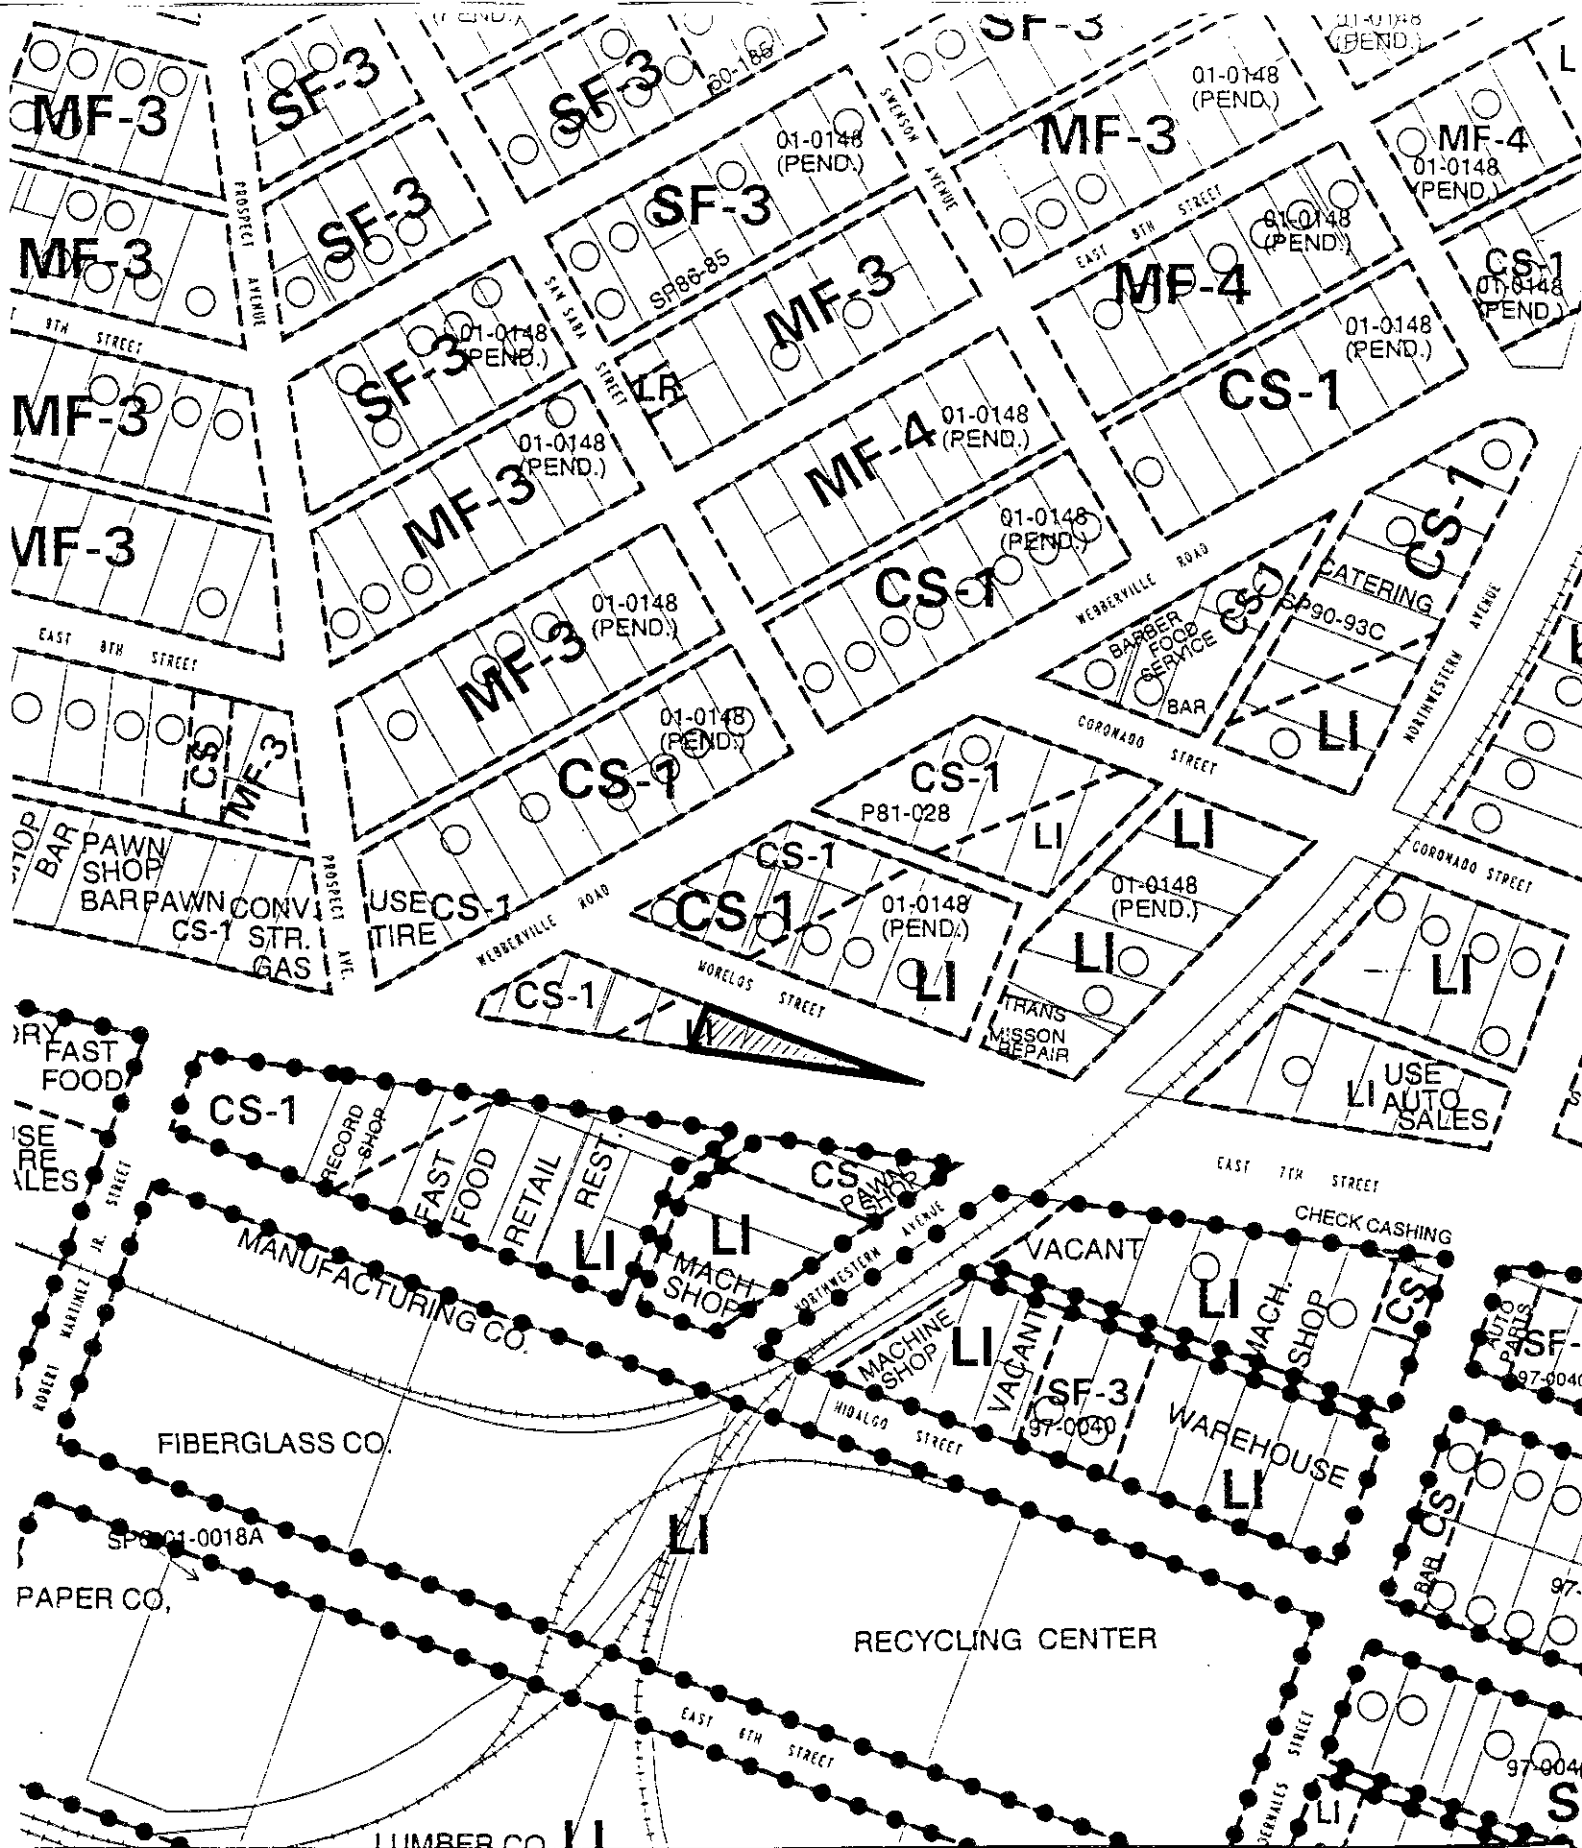 SF-3
01-0148
(PEND.)
MF-3
SF-3
SF-3
60-185
SWENSON AVENUE
01-0148
(PEND.)
01-0148
(PEND.)
MF-3
MF-4
01-0148
(PEND.)
MF-3
PROSPECT AVENUE
SF-3
SF-3
SP86-85
EAST 9TH STREET
01-0148
(PEND.)
MF-4
CS-1
01-0148
(PEND.)
9TH STREET
SAN SABA STREET
MF-3
01-0148
(PEND.)
SF-3
01-0148
(PEND.)
LR
CS-1
MF-3
01-0148
(PEND.)
MF-3
MF-4
01-0148
(PEND.)
CS-1
MF-3
01-0148
(PEND.)
CS-1
WEBBERVILLE ROAD
CATERING
SP90-93C
CS-1
BARBER
FOOD
SERVICE
BAR
NORTHWESTERN AVENUE
EAST 8TH STREET
MF-3
01-0148
(PEND.)
LI
CORONADO STREET
CS
MF-3
CS-1
01-0148
(PEND.)
CS-1
P81-028
LI
LI
CORONADO STREET
BAR
PAWN
SHOP
BAR
PAWN
CS-1
CONV.
STR.
GAS
PROSPECT AVE.
USE
TIRE
CS-1
WEBBERVILLE ROAD
CS-1
CS-1
01-0148
(PEND.)
LI
01-0148
(PEND.)
LI
LI
MORELOS STREET
TRANS
MISSON
REPAIR
CS-1
LI
FAST
FOOD
LI
USE
AUTO
SALES
CS-1
RECORD
SHOP
FAST
FOOD
RETAIL
REST.
LI
CS
PAWN
SHOP
LI
MACH
SHOP
EAST 7TH STREET
NORTHWESTERN AVENUE
CHECK CASHING
VACANT
LI
MACH.
SHOP
CS
ROBERT MARTINEZ JR. STREET
MANUFACTURING CO.
MACHINE
SHOP
LI
VACANT
SF-3
97-0040
WAREHOUSE
LI
AUTO
PARTS
HIDALGO STREET
FIBERGLASS CO.
LI
BAR
CS
PAPER CO,
RECYCLING CENTER
EAST 6TH STREET
LI
LUMBER CO
LI